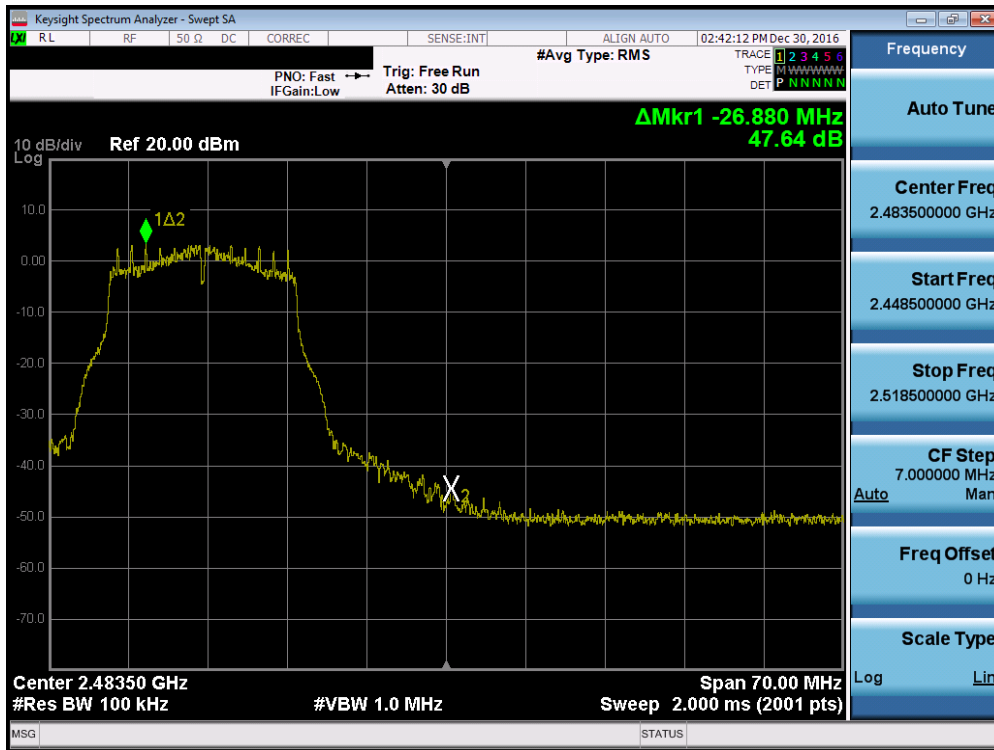 Keysight Spectrum Analyzer - Swept SA
LXI RL RF 50 Ω DC CORREC SENSE:INT ALIGN AUTO 02:42:12 PM Dec 30, 2016
#Avg Type: RMS TRACE 1 2 3 4 5 6
PNO: Fast Trig: Free Run TYPE M WWWWW
IFGain:Low Atten: 30 dB DET P N N N N N
ΔMkr1 -26.880 MHz
47.64 dB
10 dB/div Ref 20.00 dBm
Log
10.0
1Δ2
0.00
-10.0
-20.0
-30.0
-40.0
X2
-50.0
-60.0
-70.0
Center 2.48350 GHz Span 70.00 MHz
#Res BW 100 kHz #VBW 1.0 MHz Sweep 2.000 ms (2001 pts)
MSG STATUS
Frequency
Auto Tune
Center Freq
2.483500000 GHz
Start Freq
2.448500000 GHz
Stop Freq
2.518500000 GHz
CF Step
7.000000 MHz
Auto Man
Freq Offset
0 Hz
Scale Type
Log Lin